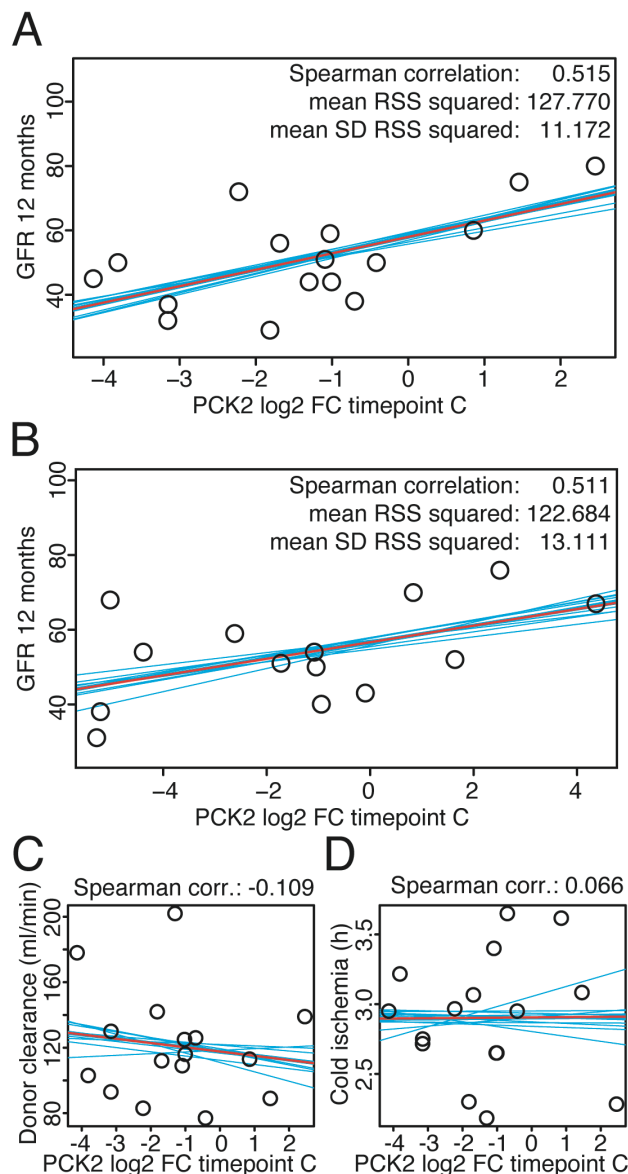 A
Spearman correlation: 0.515
mean RSS squared: 127.770
mean SD RSS squared: 11.172
GFR 12 months
40 60 80 100
−4 −3 −2 −1 0 1 2
PCK2 log2 FC timepoint C
B
Spearman correlation: 0.511
mean RSS squared: 122.684
mean SD RSS squared: 13.111
GFR 12 months
40 60 80 100
−4 −2 0 2 4
PCK2 log2 FC timepoint C
C
Spearman corr.: -0.109
Donor clearance (ml/min)
80 120 160 200
-4 -3 -2 -1 0 1 2
PCK2 log2 FC timepoint C
D
Spearman corr.: 0.066
Cold ischemia (h)
2.5 3.0 3.5
-4 -3 -2 -1 0 1 2
PCK2 log2 FC timepoint C